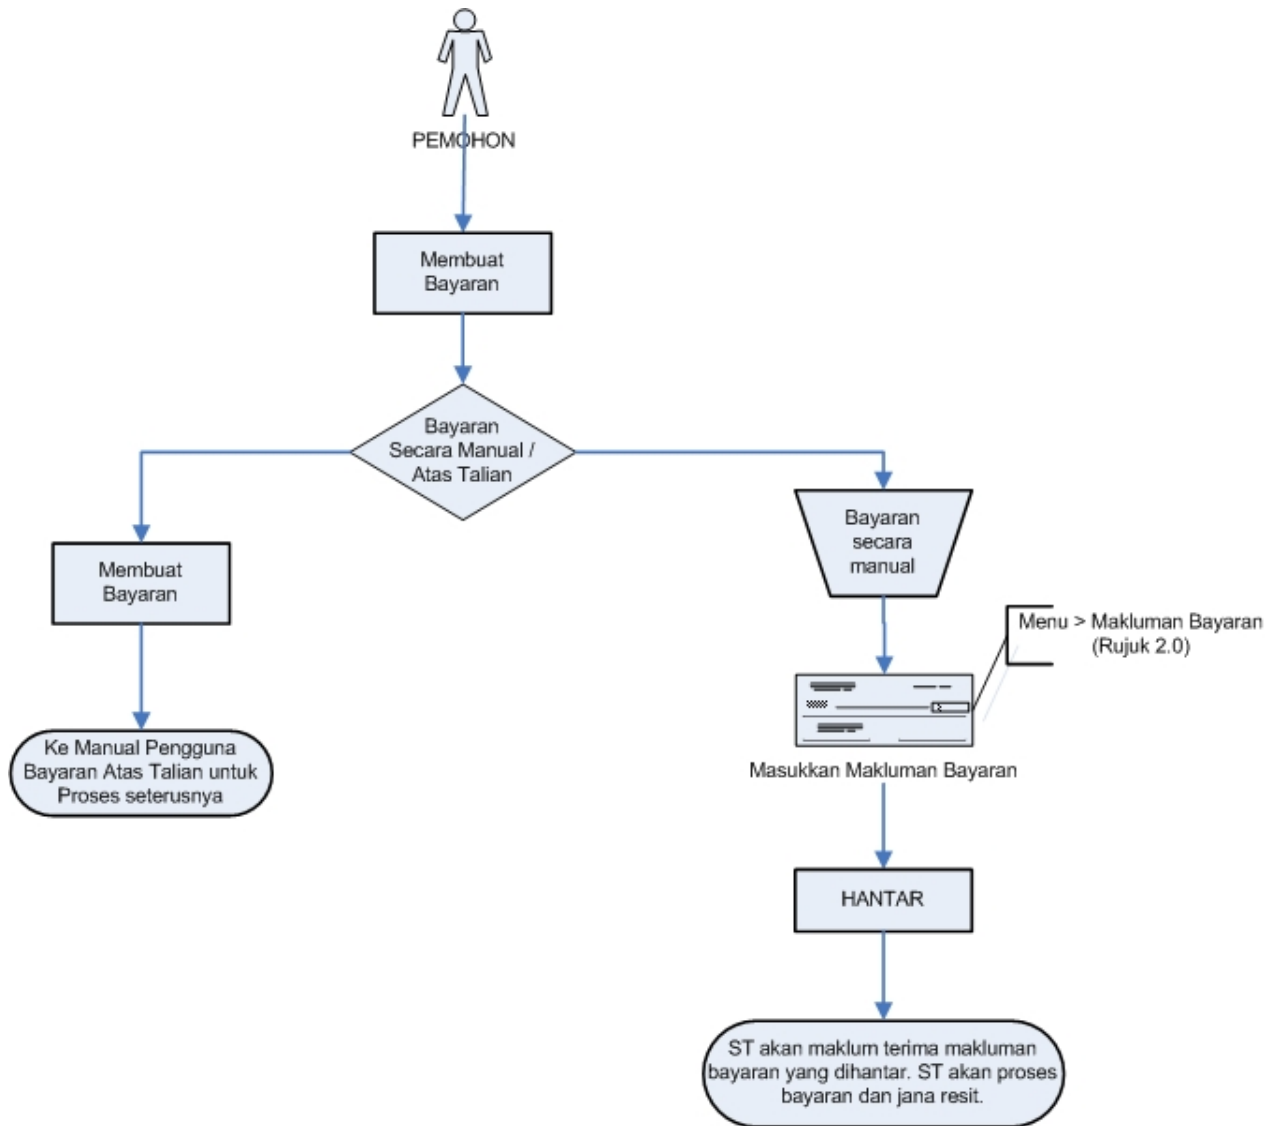 PEMOHON
Membuat
Bayaran
Bayaran
Secara Manual /
Atas Talian
Membuat
Bayaran
Ke Manual Pengguna
Bayaran Atas Talian untuk
Proses seterusnya
Bayaran
secara
manual
Menu > Makluman Bayaran
(Rujuk 2.0)
Masukkan Makluman Bayaran
HANTAR
ST akan maklum terima makluman
bayaran yang dihantar. ST akan proses
bayaran dan jana resit.